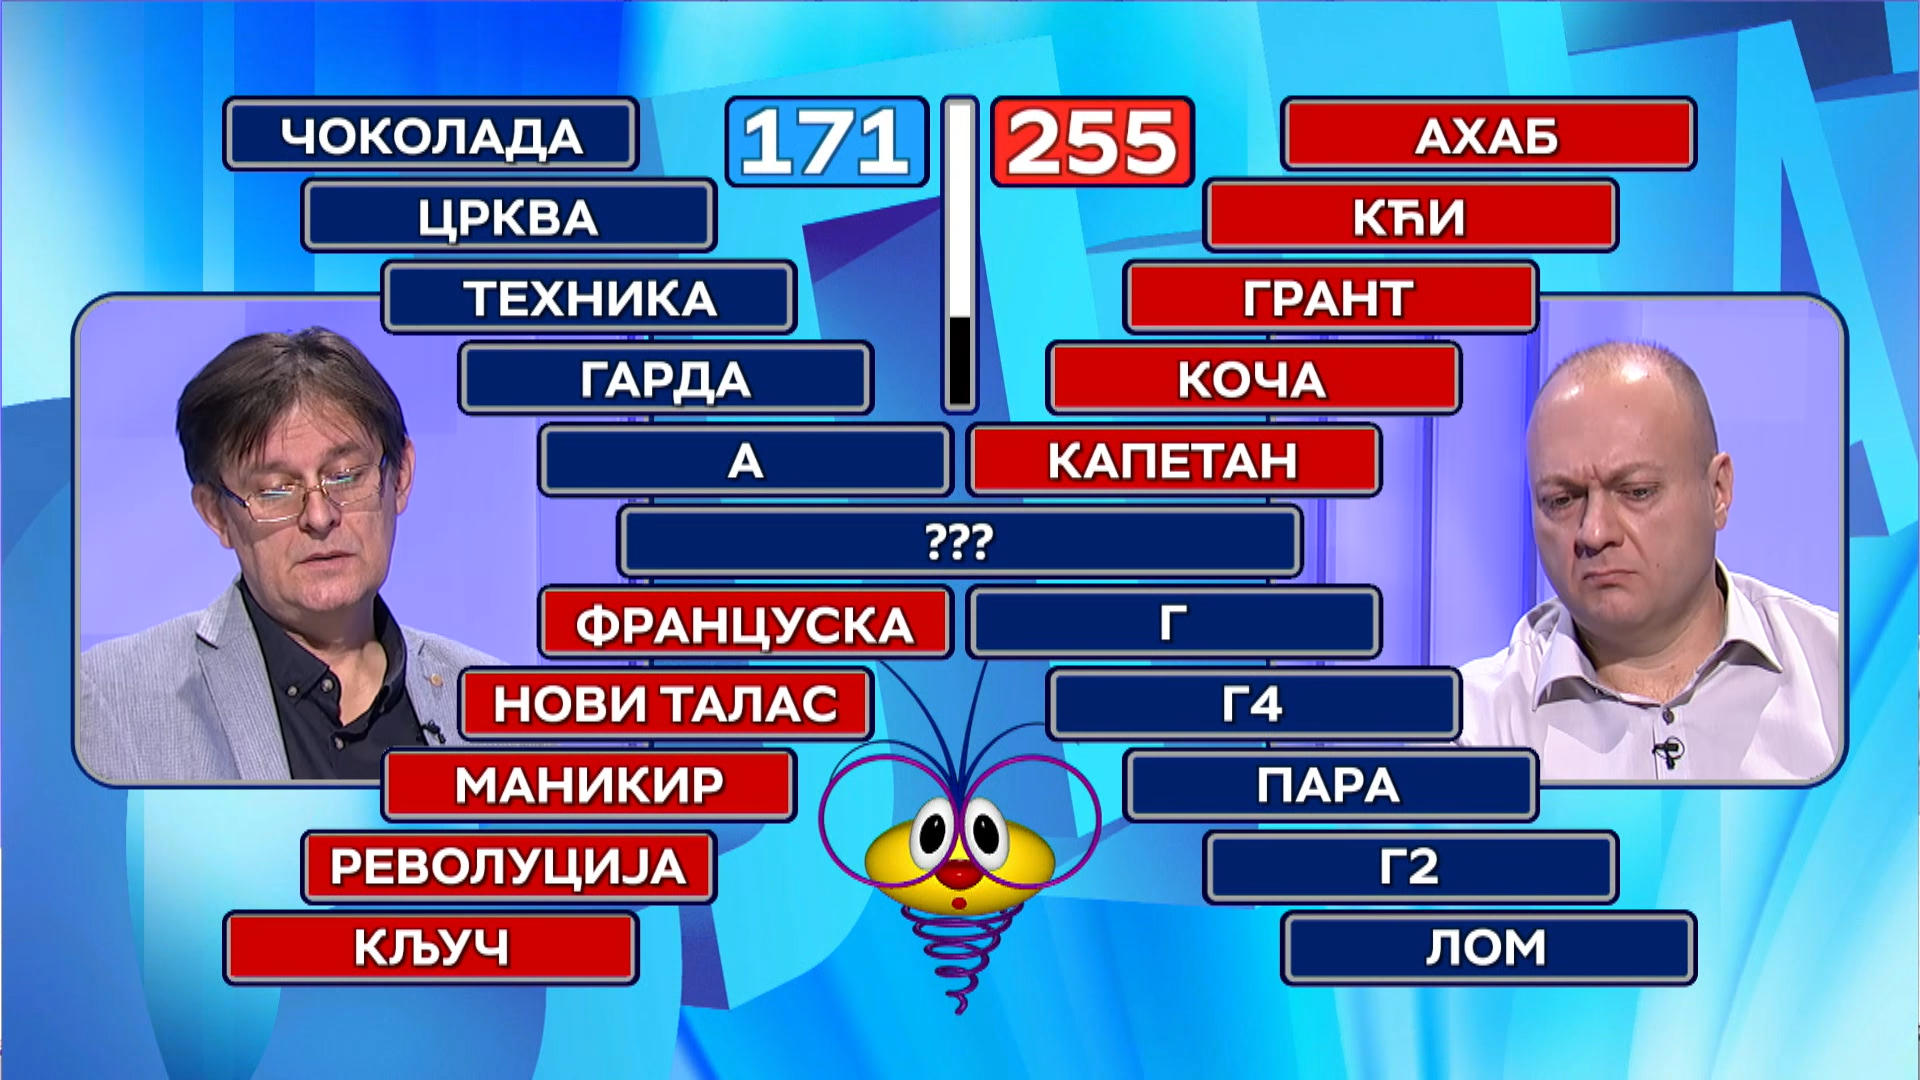 ЧОКОЛАДА
171
255
АХАБ
ЦРКВА
КЋИ
ТЕХНИКА
ГРАНТ
ГАРДА
КОЧА
А
КАПЕТАН
???
ФРАНЦУСКА
Г
НОВИ ТАЛАС
Г4
МАНИКИР
ПАРА
РЕВОЛУЦИЈА
Г2
КЉУЧ
ЛОМ